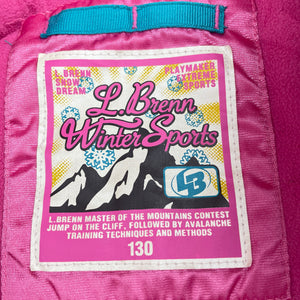 L.BRENN
SNOW
DREAM
PLAYMAKER
EXTREME
SPORTS
L.Brenn
Winter Sports
LB
L.BRENN MASTER OF THE MOUNTAINS CONTEST
JUMP ON THE CLIFF, FOLLOWED BY AVALANCHE
TRAINING TECHNIQUES AND METHODS
130